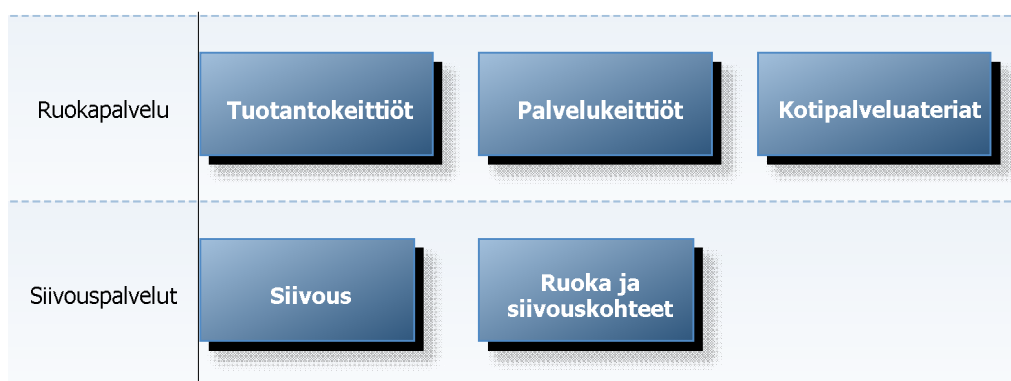 Ruokapalvelu
Tuotantokeittiöt
Palvelukeittiöt
Kotipalveluateriat
Siivouspalvelut
Siivous
Ruoka ja
siivouskohteet